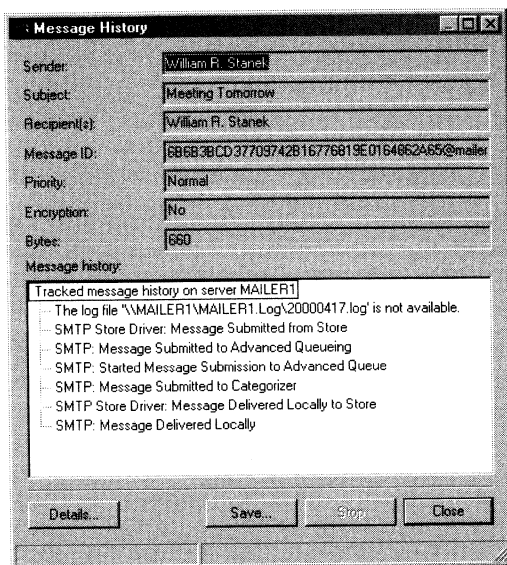 Message History
Sender: William R. Stanek
Subject: Meeting Tomorrow
Recipient(s): William R. Stanek
Message ID: 6B6B3BCD37709742B16776819E0164862A65@mailer
Priority: Normal
Encryption: No
Bytes: 660
Message history:
Tracked message history on server MAILER1
The log file "\\MAILER1\MAILER1.Log\20000417.log' is not available.
SMTP Store Driver: Message Submitted from Store
SMTP: Message Submitted to Advanced Queueing
SMTP: Started Message Submission to Advanced Queue
SMTP: Message Submitted to Categorizer
SMTP Store Driver: Message Delivered Locally to Store
SMTP: Message Delivered Locally
Details... Save... Stop Close